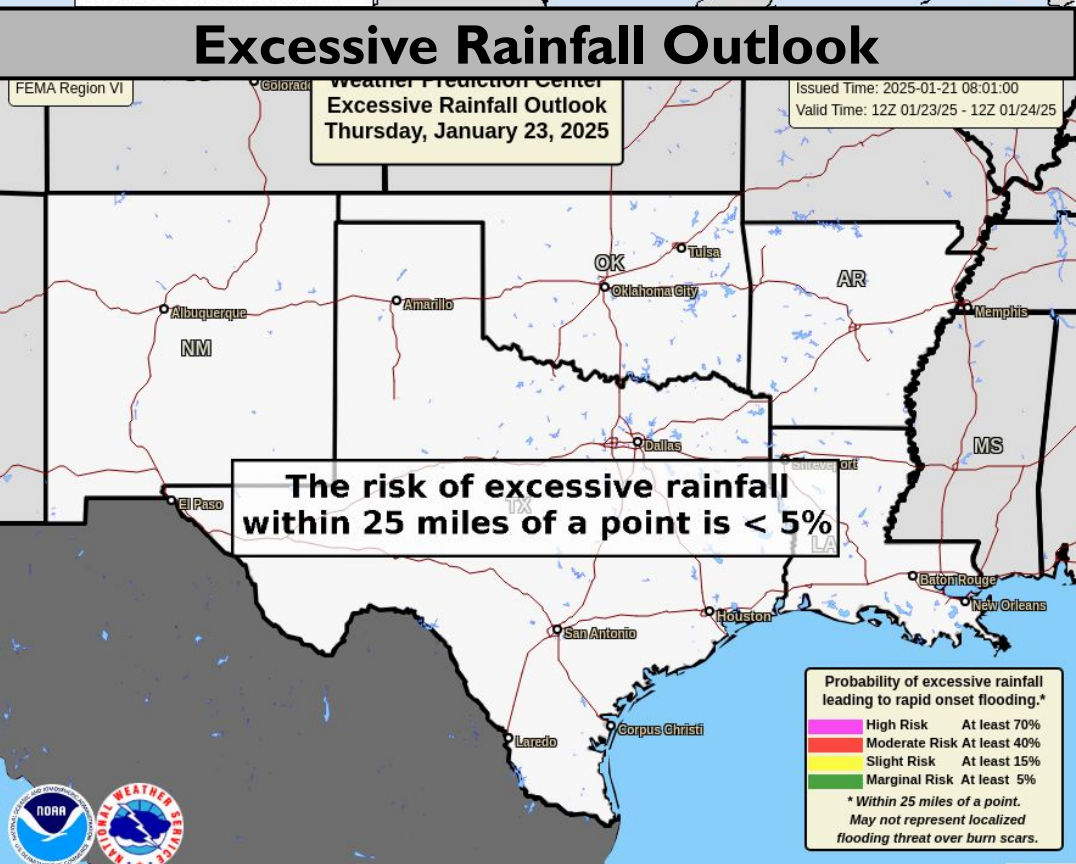 Excessive Rainfall Outlook
FEMA Region VI
Weather Prediction Center
Excessive Rainfall Outlook
Thursday, January 23, 2025
Issued Time: 2025-01-21 08:01:00
Valid Time: 12Z 01/23/25 - 12Z 01/24/25
Tulsa
OK
Oklahoma City
AR
Amarillo
Albuquerque
Memphis
NM
Dallas
MS
Shreveport
The risk of excessive rainfall
within 25 miles of a point is < 5%
El Paso
TX
LA
Baton Rouge
New Orleans
Houston
San Antonio
Corpus Christi
Laredo
Probability of excessive rainfall
leading to rapid onset flooding.*
High Risk At least 70%
Moderate Risk At least 40%
Slight Risk At least 15%
Marginal Risk At least 5%
* Within 25 miles of a point.
May not represent localized
flooding threat over burn scars.
NOAA
NATIONAL WEATHER SERVICE